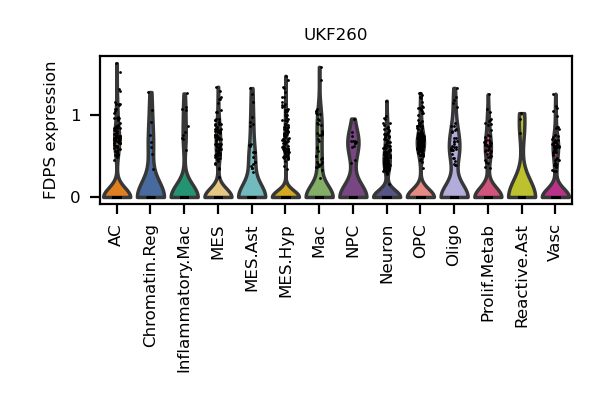 UKF260
FDPS expression
1
0
AC
Chromatin.Reg
Inflammatory.Mac
MES
MES.Ast
MES.Hyp
Mac
NPC
Neuron
OPC
Oligo
Prolif.Metab
Reactive.Ast
Vasc